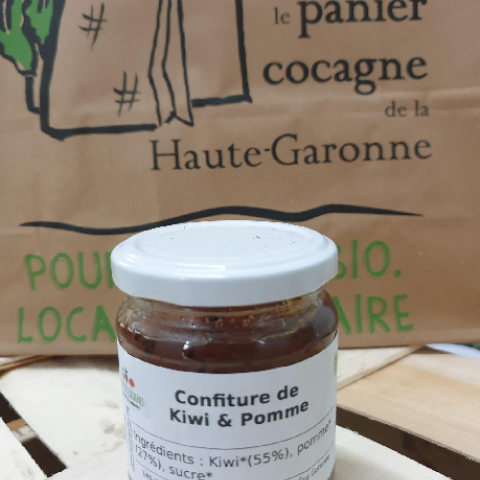 le panier
cocagne
de la
Haute-Garonne
POU BIO.
LOCA AIRE
Confiture de
Kiwi & Pomme
Ingrédients : Kiwi*(55%), pomme*
(27%), sucre*